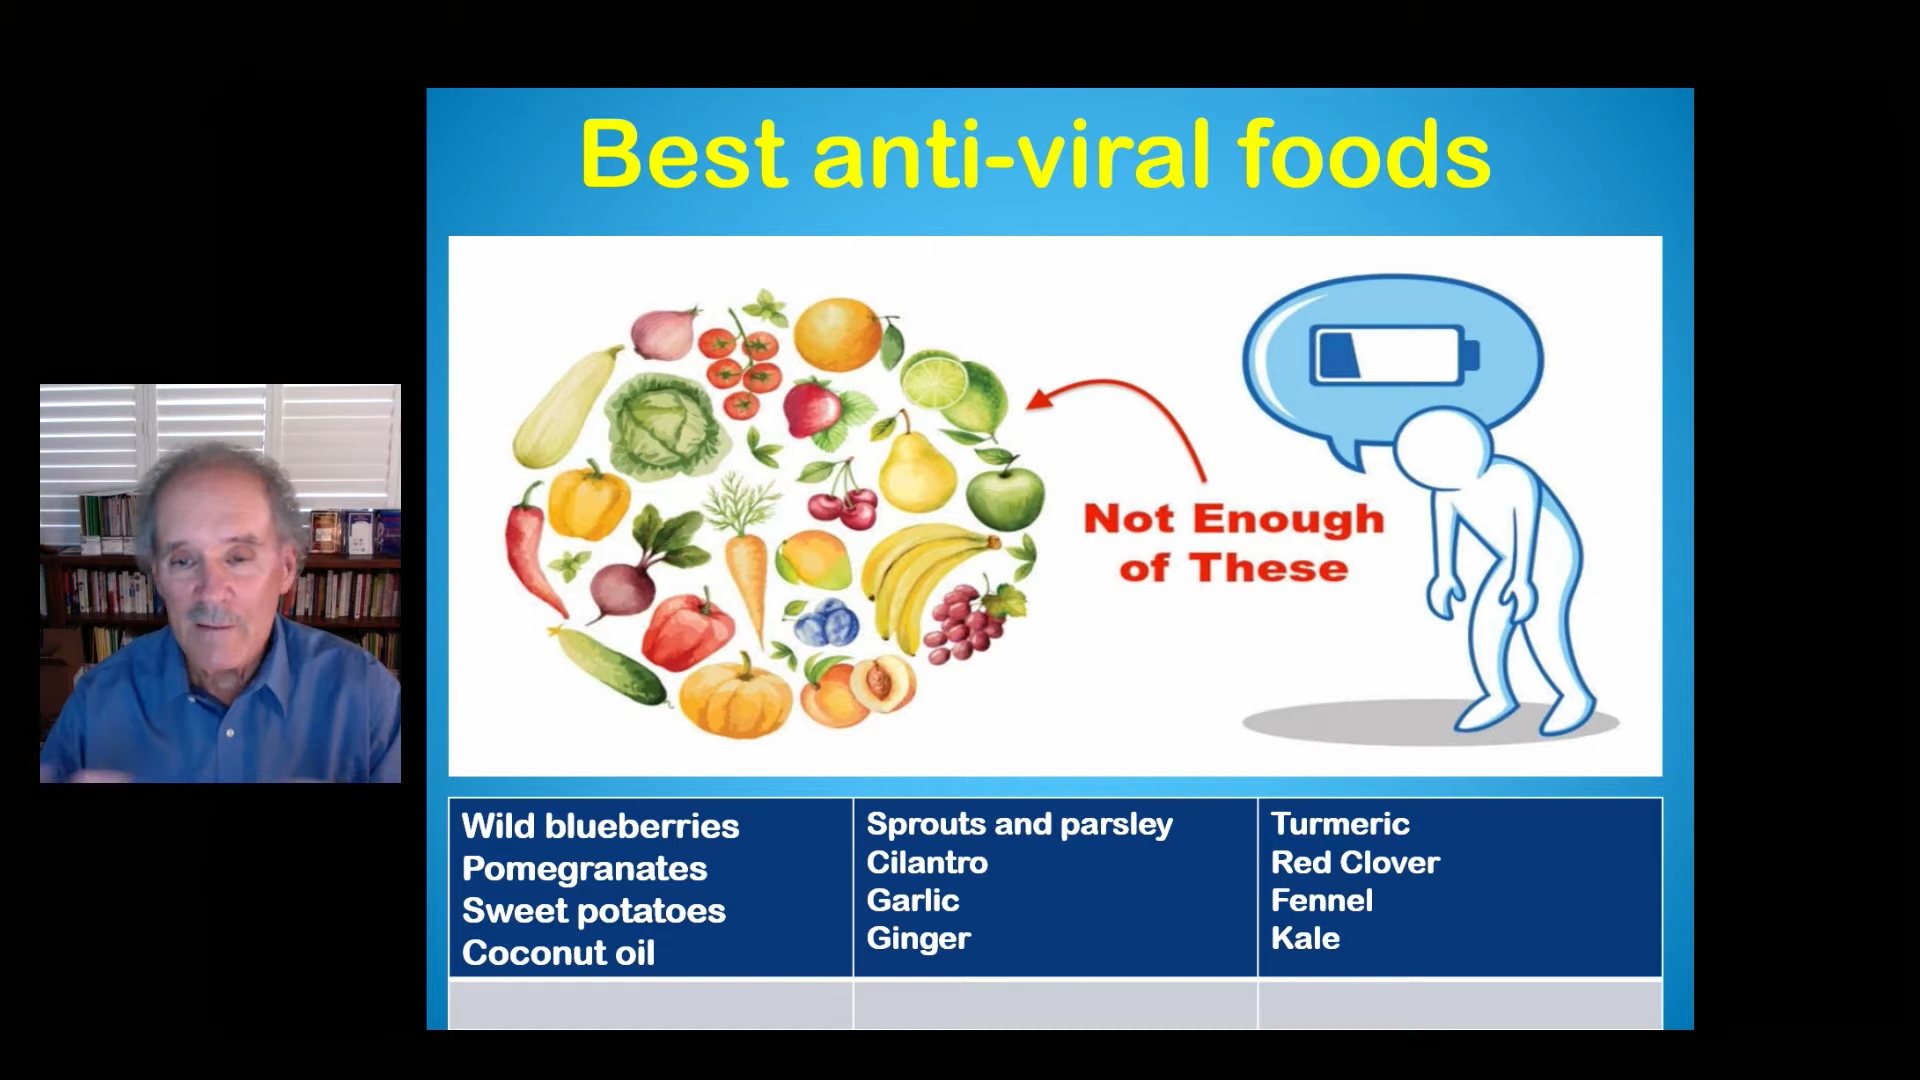 Best anti-viral foods
Not Enough
of These
Wild blueberries
Pomegranates
Sweet potatoes
Coconut oil
Sprouts and parsley
Cilantro
Garlic
Ginger
Turmeric
Red Clover
Fennel
Kale